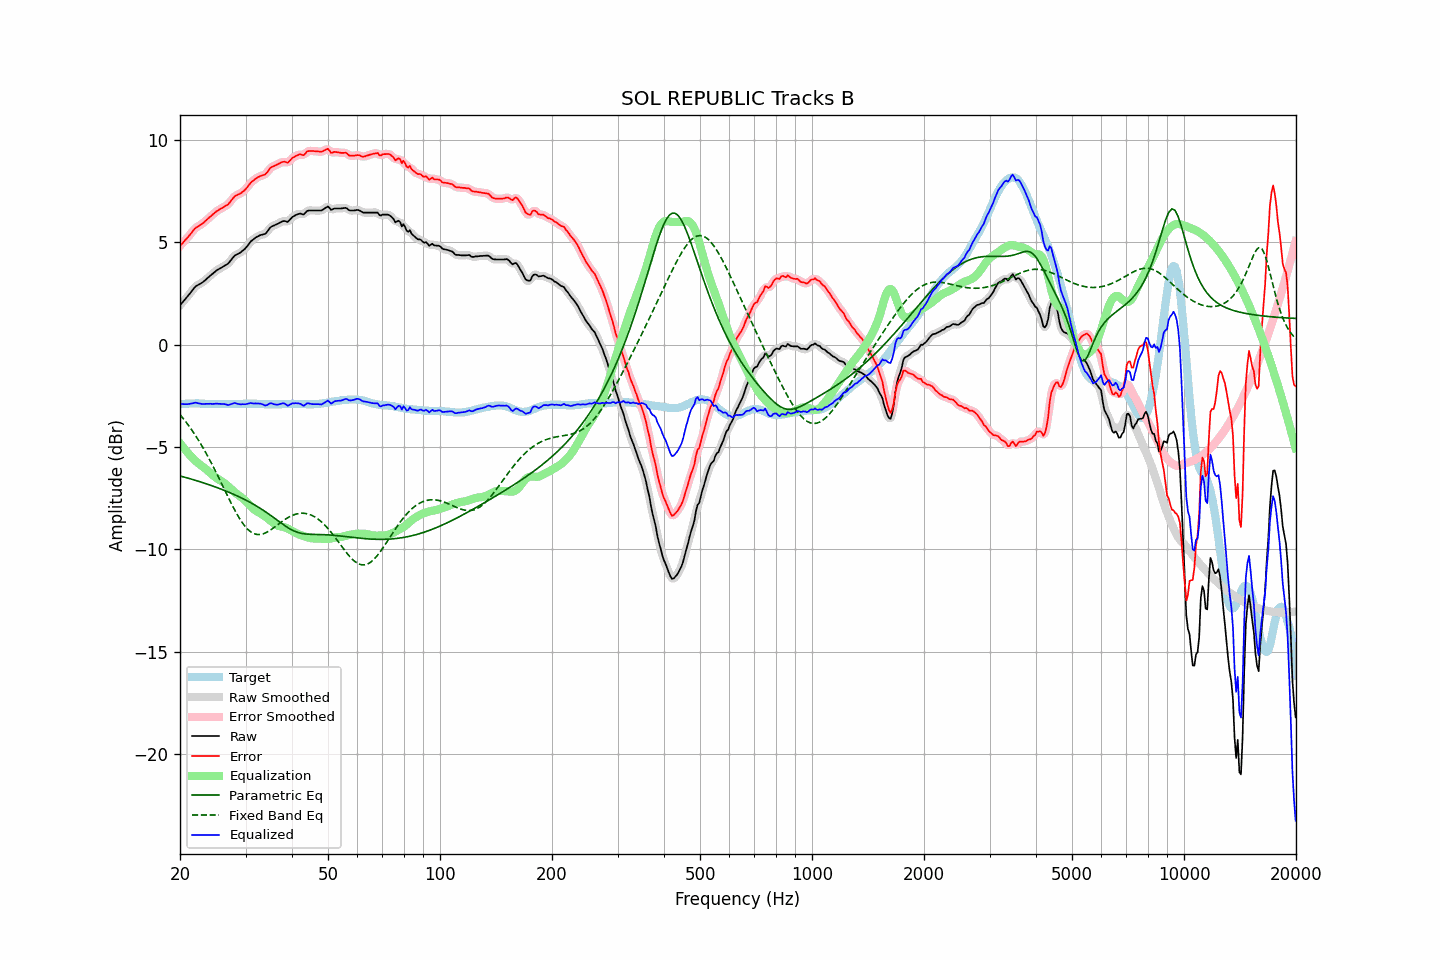 SOL REPUBLIC Tracks B
10
5
0
−5
−10
−15
−20
Amplitude (dBr)
Target
Raw Smoothed
Error Smoothed
Raw
Error
Equalization
Parametric Eq
Fixed Band Eq
Equalized
20 50 100 200 500 1000 2000 5000 10000 20000
Frequency (Hz)